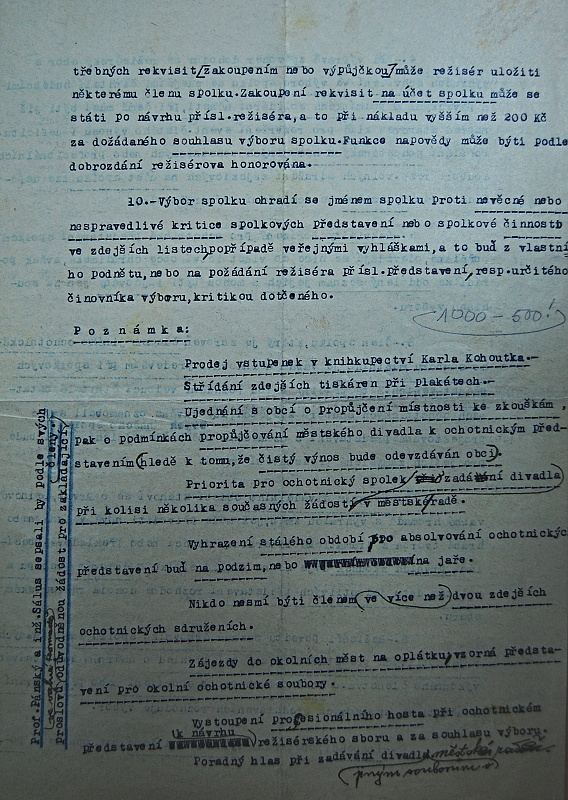 třebných rekvisit/zakoupením nebo výpůjčkou/může režisér uložiti
některému členu spolku.Zakoupení rekvisit na účet spolku může se
státi po návrhu přísl.režiséra,a to při nákladu vyšším než 200 Kč
za dožádaného souhlasu výboru spolku.Funkce napovědy může býti podle
dobrozdání režisérova honorována.
10.-Výbor spolku ohradí se jménem spolku proti nevěcné nebo
nespravedlivé kritice spolkových představení nebo spolkové činnosti
ve zdejších listech,popřípadě veřejnými vyhláškami,a to buď z vlastní
ho podnětu,nebo na požádání režiséra přísl.představení,resp.určitého
činovníka výboru,kritikou dotčeného.
1000 - 500!
Poznámka:
Prodej vstupenek v knihkupectví Karla Kohoutka.-
Střídání zdejších tiskáren při plakátech.-
Ujednání s obcí o propůjčení místnosti ke zkouškám,
pak o podmínkách propůjčování městského divadla k ochotnickým před-
stavením(hledě k tomu,že čistý výnos bude odevzdáván obci).
Priorita pro ochotnický spolek zadání divadla)
při kolisi několika současných žádostí v městské radě.
Vyhrazení stálého období pro absolvování ochotnických
představení buď na podzim,nebo na jaře.
Nikdo nesmí býti členem(ve více než)dvou zdejších
ochotnických sdruženích.
Zájezdy do okolních měst na oplátku,vzorná předsta-
vení pro okolní ochotnické soubory.
Vystoupení profesionálního hosta při ochotnickém
(k návrhu
představení režisérského sboru a za souhlasu výboru.
Poradný hlas při zadávání divadla
jinými soubormi
Prof.Pánský a inž.Sálus sepsali by podle svých
členy.
proslovů odůvodněnou žádost pro zakládající